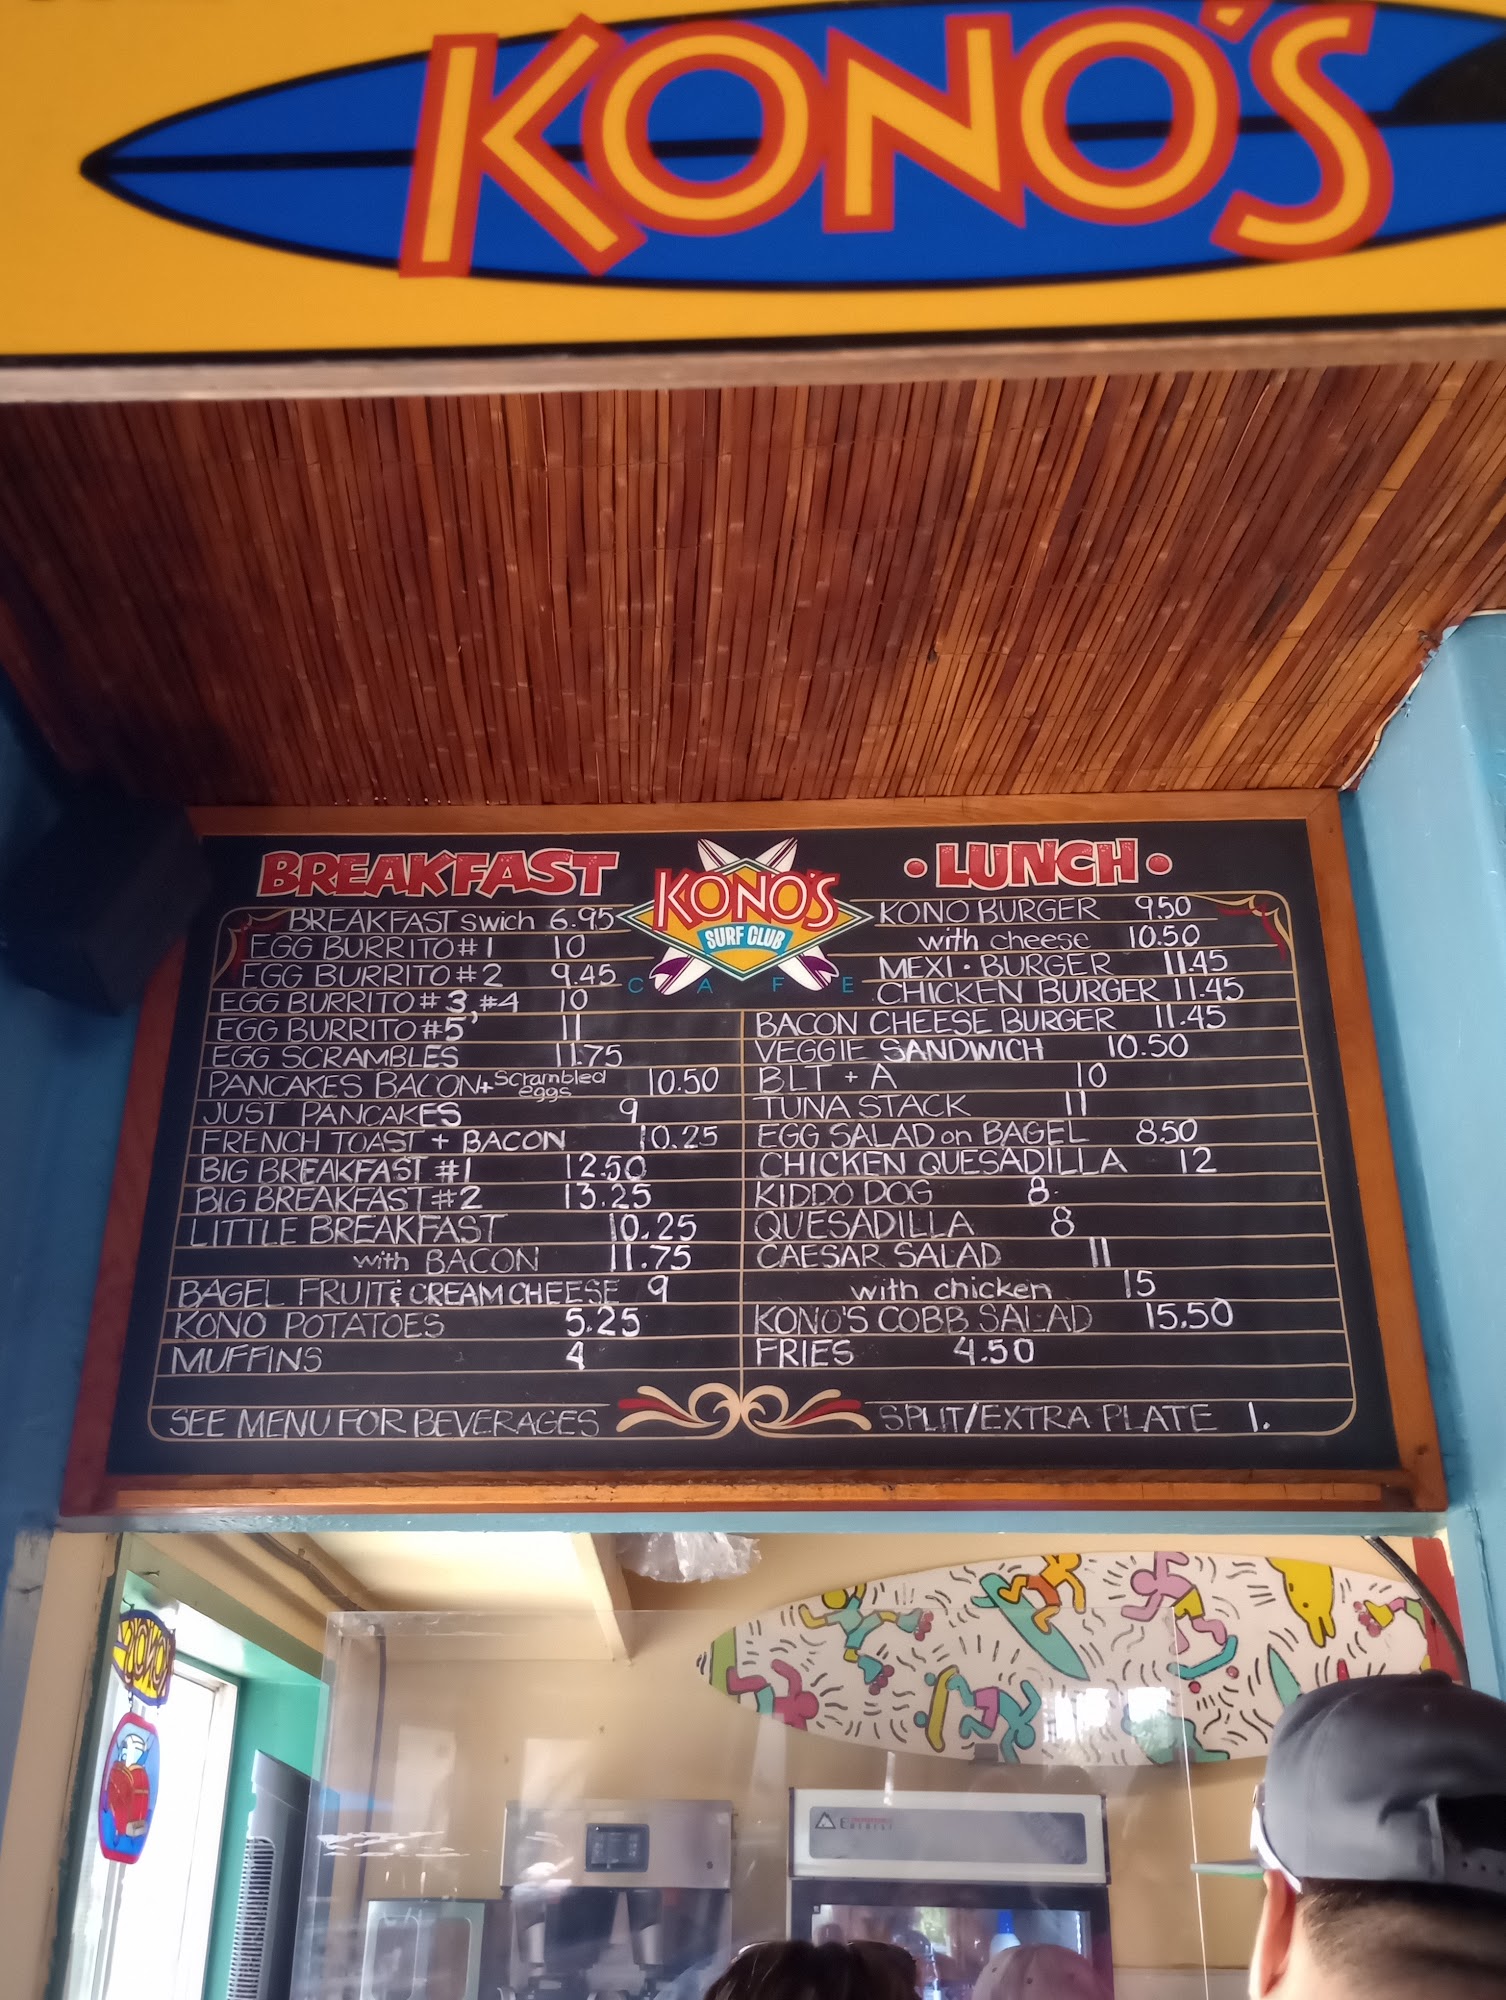 KONO'S
BREAKFAST
BREAKFAST swich 6.95
EGG BURRITO #1 10
EGG BURRITO #2 9.45
EGG BURRITO #3, #4 10
EGG BURRITO #5 11
EGG SCRAMBLES 11.75
PANCAKES BACON + Scrambled eggs 10.50
JUST PANCAKES 9
FRENCH TOAST + BACON 10.25
BIG BREAKFAST #1 12.50
BIG BREAKFAST #2 13.25
LITTLE BREAKFAST 10.25
with BACON 11.75
BAGEL FRUIT & CREAM CHEESE 9
KONO POTATOES 5.25
MUFFINS 4
SEE MENU FOR BEVERAGES
KONO'S
SURF CLUB
CAFE
• LUNCH •
KONO BURGER 9.50
with cheese 10.50
MEXI • BURGER 11.45
CHICKEN BURGER 11.45
BACON CHEESE BURGER 11.45
VEGGIE SANDWICH 10.50
BLT + A 10
TUNA STACK 11
EGG SALAD on BAGEL 8.50
CHICKEN QUESADILLA 12
KIDDO DOG 8.
QUESADILLA 8
CAESAR SALAD 11
with chicken 15
KONO'S COBB SALAD 15.50
FRIES 4.50
SPLIT/EXTRA PLATE 1.
KONO'S